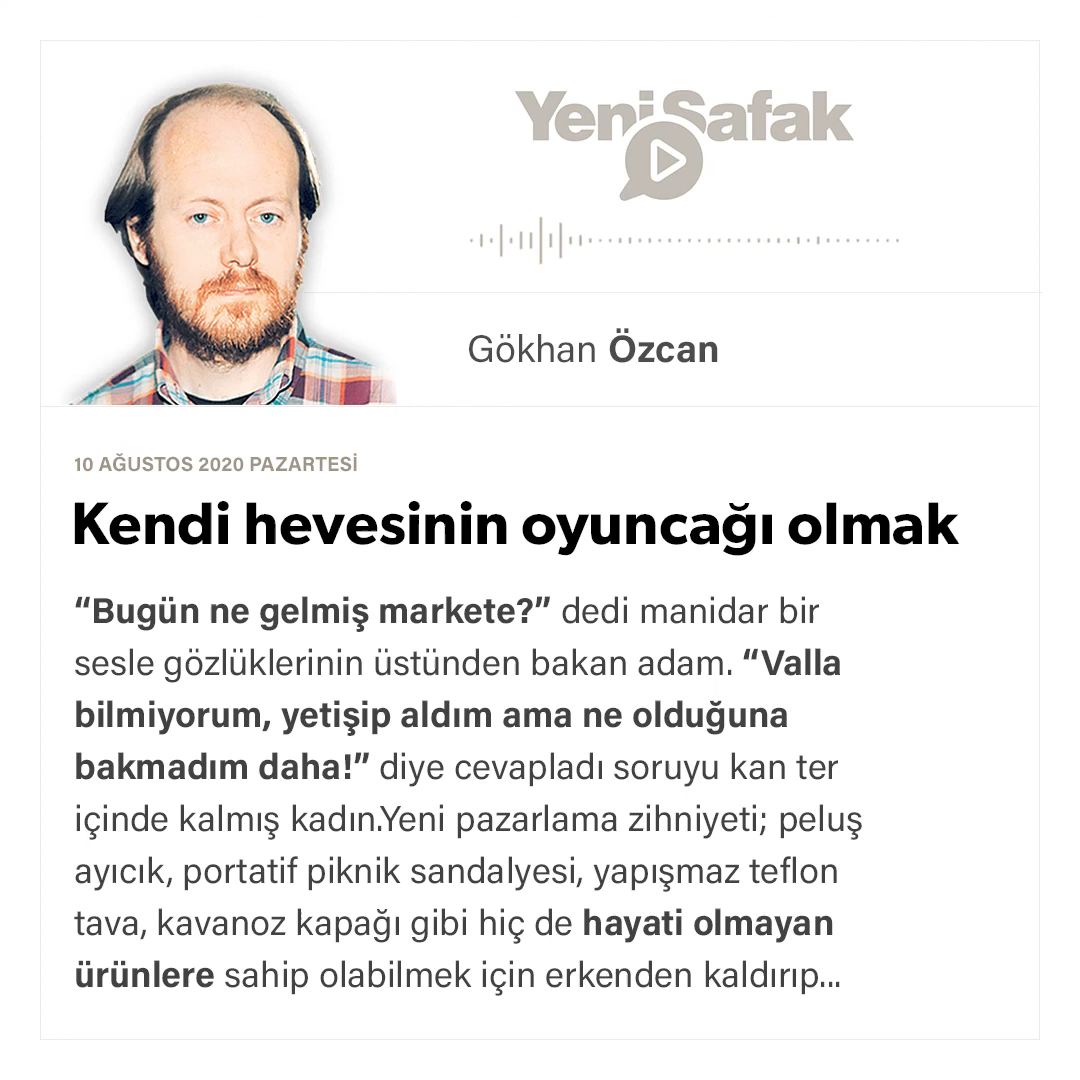 Yeni Şafak
Gökhan Özcan
10 AĞUSTOS 2020 PAZARTESİ
Kendi hevesinin oyuncağı olmak
“Bugün ne gelmiş markete?” dedi manidar bir
sesle gözlüklerinin üstünden bakan adam. “Valla
bilmiyorum, yetişip aldım ama ne olduğuna
bakmadım daha!” diye cevapladı soruyu kan ter
içinde kalmış kadın.Yeni pazarlama zihniyeti; peluş
ayıcık, portatif piknik sandalyesi, yapışmaz teflon
tava, kavanoz kapağı gibi hiç de hayati olmayan
ürünlere sahip olabilmek için erkenden kaldırıp...